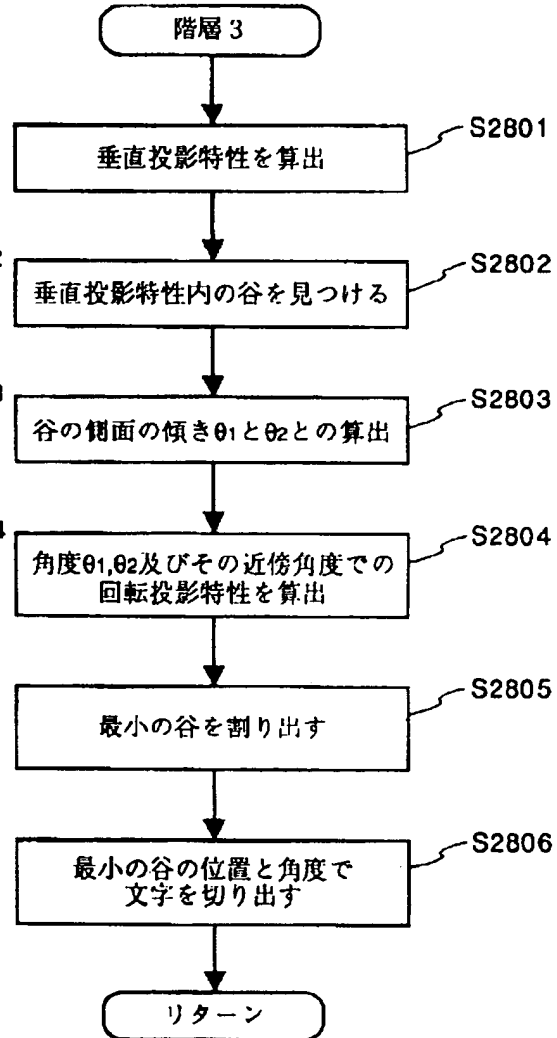 階層3
S2801
垂直投影特性を算出
S2802
垂直投影特性内の谷を見つける
S2803
谷の側面の傾きθ1とθ2との算出
S2804
角度θ1,θ2及びその近傍角度での
回転投影特性を算出
S2805
最小の谷を割り出す
S2806
最小の谷の位置と角度で
文字を切り出す
リターン